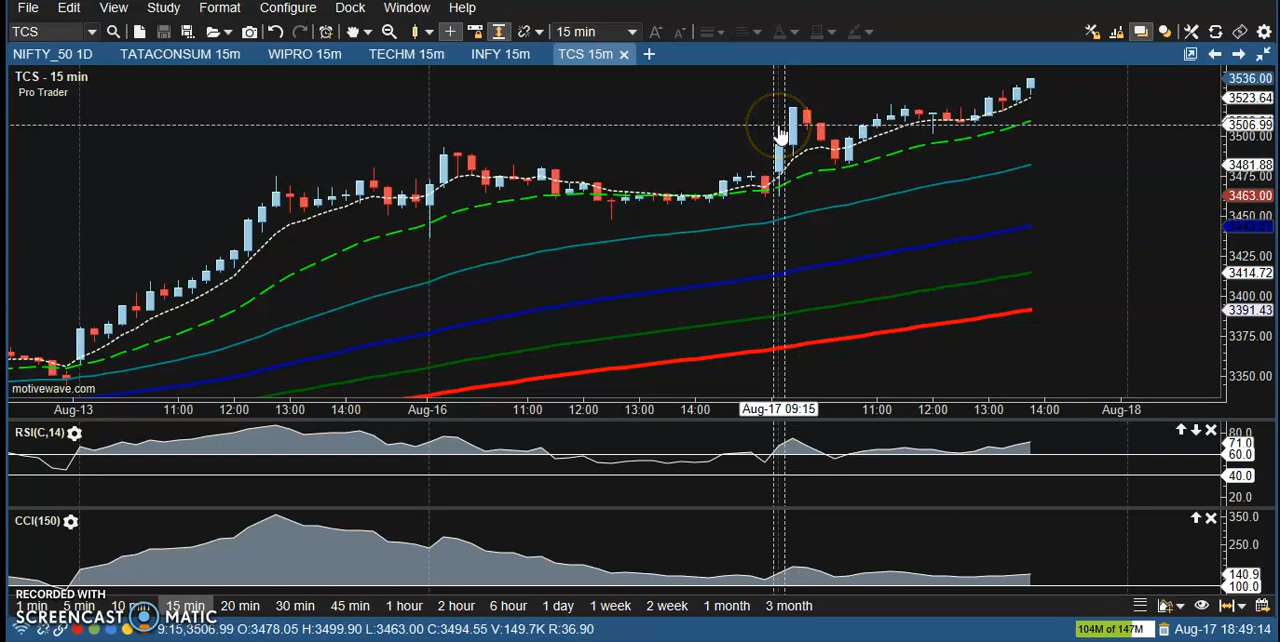 File Edit View Study Format Configure Dock Window Help
TCS 15 min
NIFTY_50 1D TATACONSUM 15m WIPRO 15m TECHM 15m INFY 15m TCS 15m
TCS - 15 min
Pro Trader
3536.00
3523.64
3506.99
3500.00
3481.88
3475.00
3463.00
3450.00
3425.00
3414.72
3400.00
3391.43
3375.00
3350.00
motivewave.com
Aug-13 11:00 12:00 13:00 14:00 Aug-16 11:00 12:00 13:00 14:00 Aug-17 09:15 11:00 12:00 13:00 14:00 Aug-18
RSI(C,14)
80.0
71.0
60.0
40.0
20.0
CCI(150)
350.0
250.0
140.9
100.0
RECORDED WITH
SCREENCAST MATIC
1 min 5 min 10 min 15 min 20 min 30 min 45 min 1 hour 2 hour 6 hour 1 day 1 week 2 week 1 month 3 month
9:15,3506.99 O:3478.05 H:3499.90 L:3463.00 C:3494.55 V:149.7K R:36.90 104M of 147M Aug-17 18:49:14